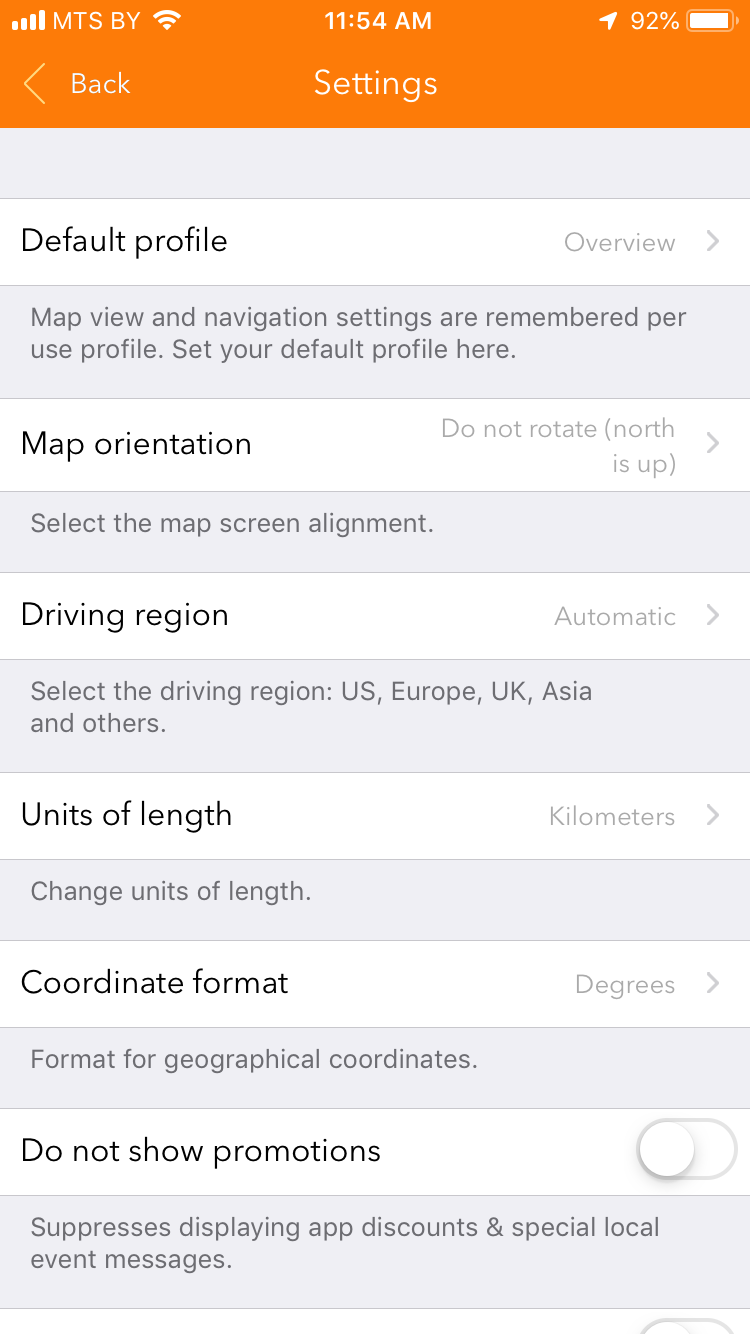 MTS BY 11:54 AM 92%
Back Settings
Default profile Overview
Map view and navigation settings are remembered per
use profile. Set your default profile here.
Map orientation Do not rotate (north
is up)
Select the map screen alignment.
Driving region Automatic
Select the driving region: US, Europe, UK, Asia
and others.
Units of length Kilometers
Change units of length.
Coordinate format Degrees
Format for geographical coordinates.
Do not show promotions
Suppresses displaying app discounts & special local
event messages.